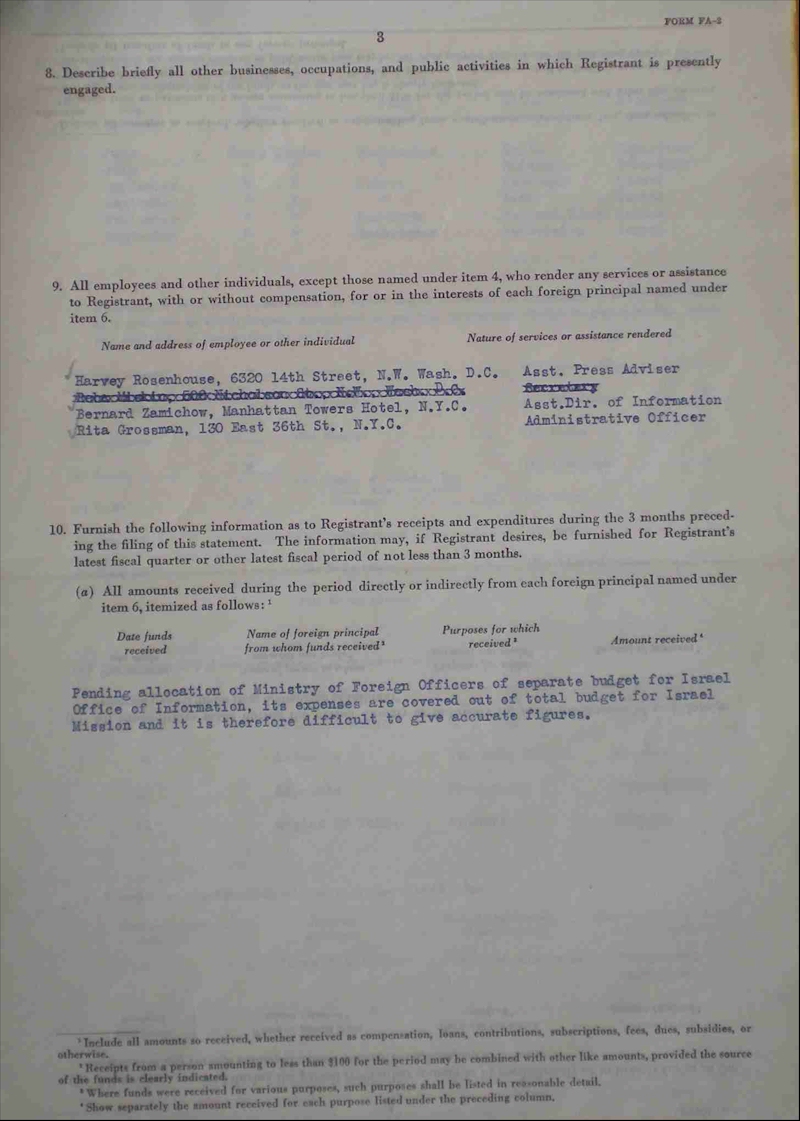 FORM FA-2
3
8. Describe briefly all other businesses, occupations, and public activities in which Registrant is presently
engaged.
9. All employees and other individuals, except those named under item 4, who render any services or assistance
to Registrant, with or without compensation, for or in the interests of each foreign principal named under
item 6.
Name and address of employee or other individual Nature of services or assistance rendered
Harvey Rosenhouse, 6320 14th Street, N.W. Wash. D.C. Asst. Press Adviser
Secretary
Bernard Zamichow, Manhattan Towers Hotel, N.Y.C. Asst.Dir. of Information
Rita Grossman, 130 East 36th St., N.Y.C. Administrative Officer
10. Furnish the following information as to Registrant's receipts and expenditures during the 3 months preced-
ing the filing of this statement. The information may, if Registrant desires, be furnished for Registrant's
latest fiscal quarter or other latest fiscal period of not less than 3 months.
(a) All amounts received during the period directly or indirectly from each foreign principal named under
item 6, itemized as follows: ¹
Date funds Name of foreign principal Purposes for which Amount received ⁴
received from whom funds received ² received ³
Pending allocation of Ministry of Foreign Officers of separate budget for Israel
Office of Information, its expenses are covered out of total budget for Israel
Mission and it is therefore difficult to give accurate figures.
¹ Include all amounts so received, whether received as compensation, loans, contributions, subscriptions, fees, dues, subsidies, or
otherwise.
² Receipts from a person amounting to less than $100 for the period may be combined with other like amounts, provided the source
of the funds is clearly indicated.
³ Where funds were received for various purposes, such purposes shall be listed in reasonable detail.
⁴ Show separately the amount received for each purpose listed under the preceding column.